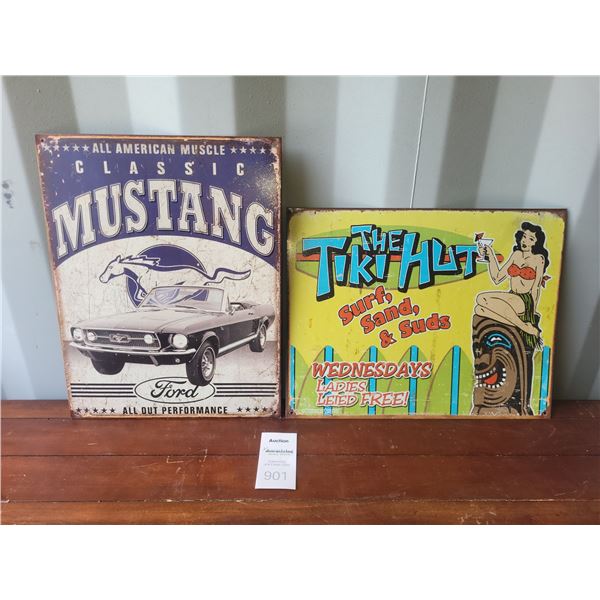 ★★★★ ALL AMERICAN MUSCLE ★★★★
CLASSIC
MUSTANG
Ford
★★★★★ ALL OUT PERFORMANCE ★★★★
THE
TIKI HUT
Surf,
Sand,
& Suds
WEDNESDAYS
LADIES
LEIED FREE!
Auction
901